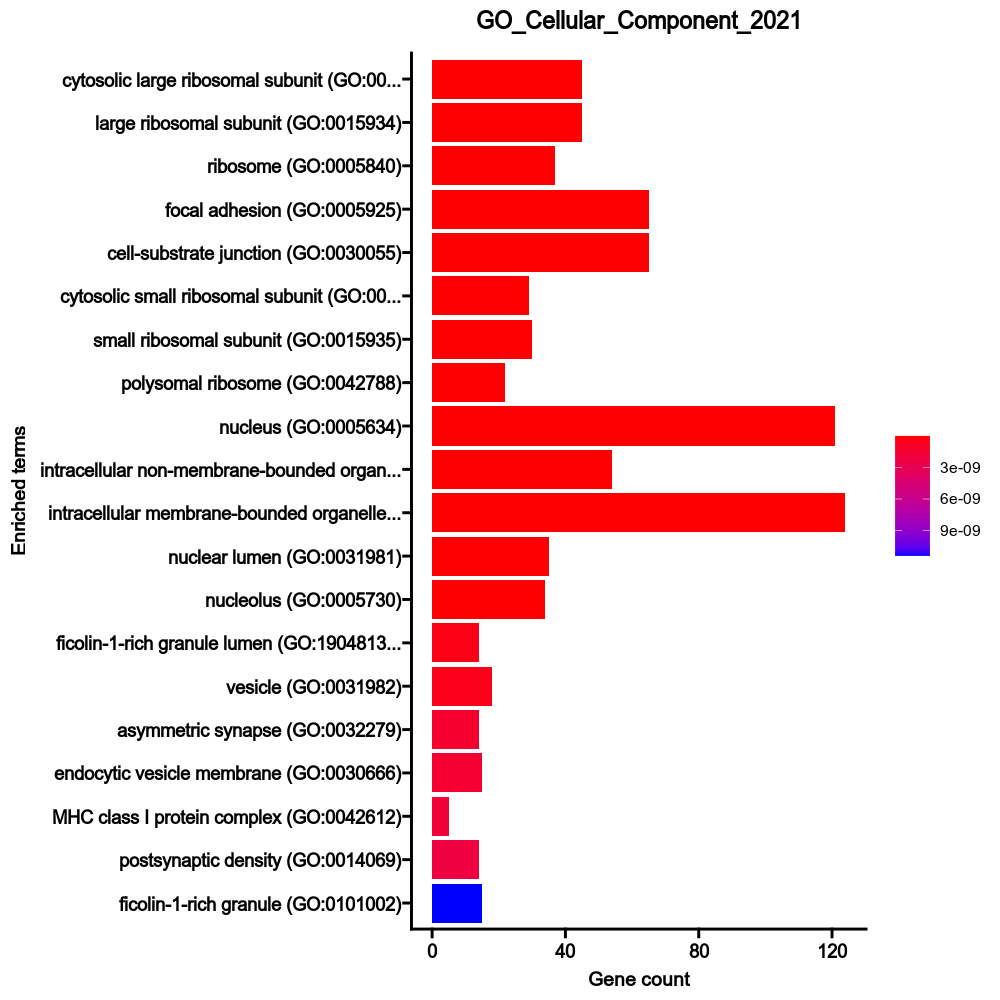 GO_Cellular_Component_2021
cytosolic large ribosomal subunit (GO:00...
large ribosomal subunit (GO:0015934)
ribosome (GO:0005840)
focal adhesion (GO:0005925)
cell-substrate junction (GO:0030055)
cytosolic small ribosomal subunit (GO:00...
small ribosomal subunit (GO:0015935)
polysomal ribosome (GO:0042788)
nucleus (GO:0005634)
intracellular non-membrane-bounded organ...
intracellular membrane-bounded organelle...
nuclear lumen (GO:0031981)
nucleolus (GO:0005730)
ficolin-1-rich granule lumen (GO:1904813...
vesicle (GO:0031982)
asymmetric synapse (GO:0032279)
endocytic vesicle membrane (GO:0030666)
MHC class I protein complex (GO:0042612)
postsynaptic density (GO:0014069)
ficolin-1-rich granule (GO:0101002)
Enriched terms
0 40 80 120
Gene count
3e-09
6e-09
9e-09